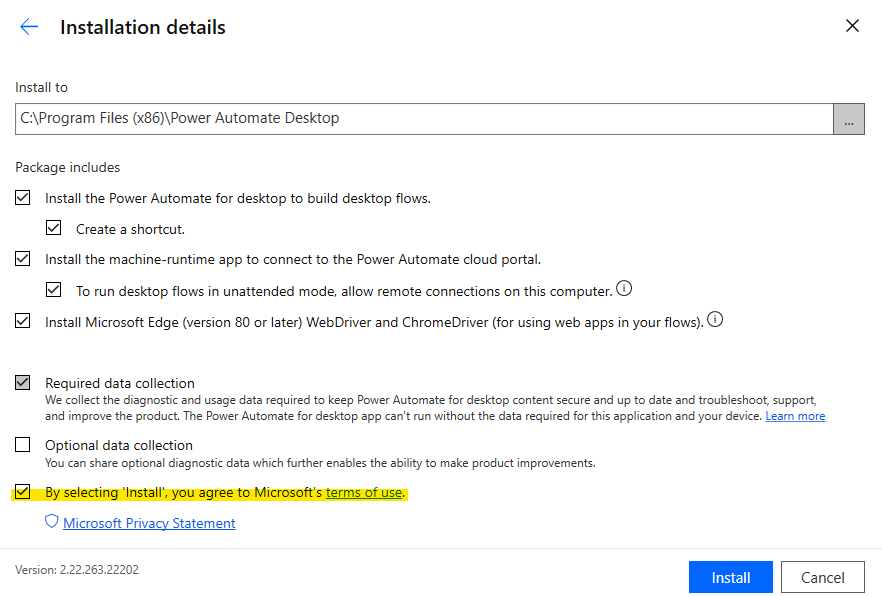 Installation details
Install to
C:\Program Files (x86)\Power Automate Desktop
...
Package includes
Install the Power Automate for desktop to build desktop flows.
Create a shortcut.
Install the machine-runtime app to connect to the Power Automate cloud portal.
To run desktop flows in unattended mode, allow remote connections on this computer.
Install Microsoft Edge (version 80 or later) WebDriver and ChromeDriver (for using web apps in your flows).
Required data collection
We collect the diagnostic and usage data required to keep Power Automate for desktop content secure and up to date and troubleshoot, support,
and improve the product. The Power Automate for desktop app can't run without the data required for this application and your device. Learn more
Optional data collection
You can share optional diagnostic data which further enables the ability to make product improvements.
By selecting 'Install', you agree to Microsoft's terms of use.
Microsoft Privacy Statement
Version: 2.22.263.22202
Install
Cancel